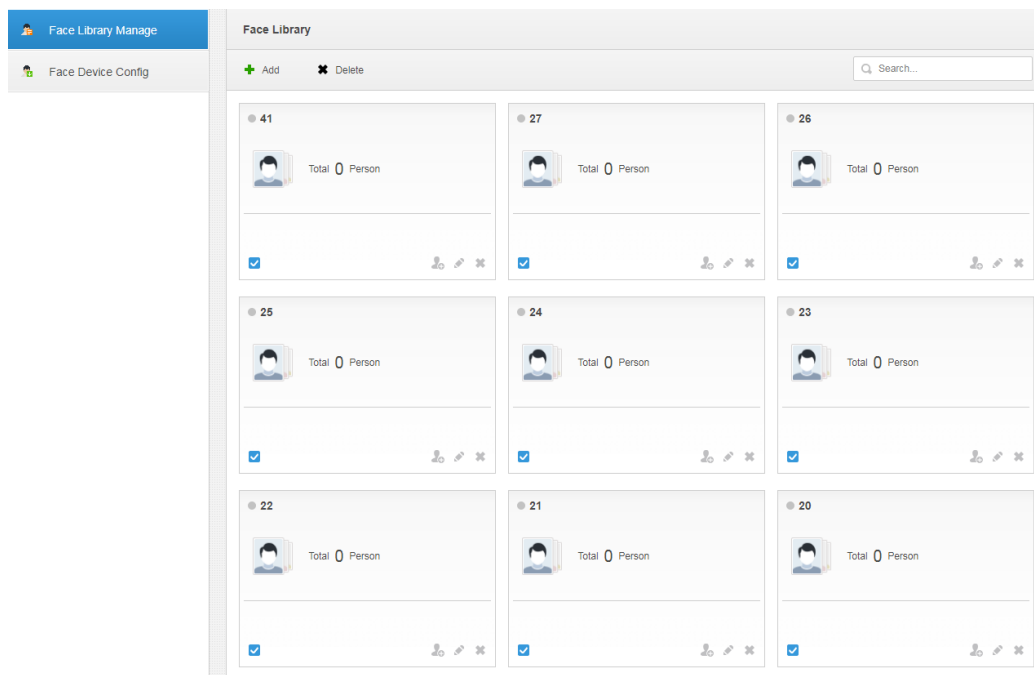 Face Library Manage
Face Device Config
Face Library
Add Delete Search...
41 27 26
Total 0 Person Total 0 Person Total 0 Person
25 24 23
Total 0 Person Total 0 Person Total 0 Person
22 21 20
Total 0 Person Total 0 Person Total 0 Person